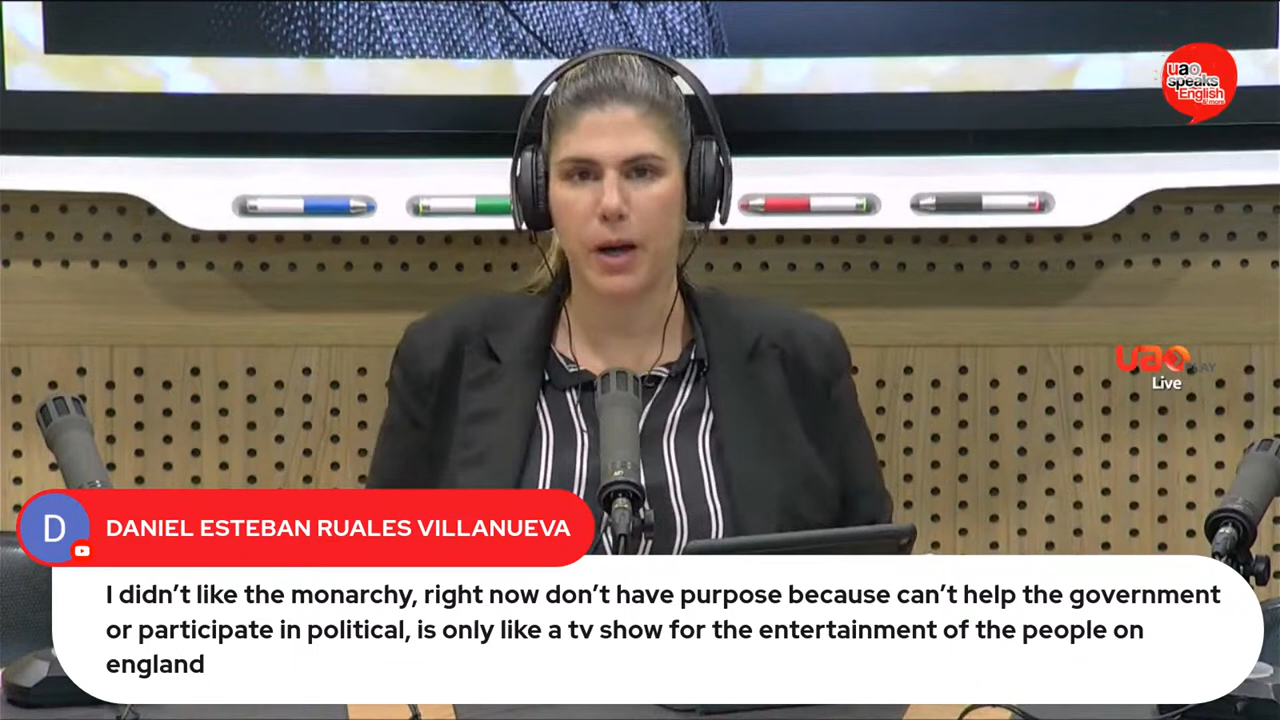 uao
speaks
English
&more
uao PLAY
Live
D
DANIEL ESTEBAN RUALES VILLANUEVA
I didn’t like the monarchy, right now don’t have purpose because can’t help the government
or participate in political, is only like a tv show for the entertainment of the people on
england